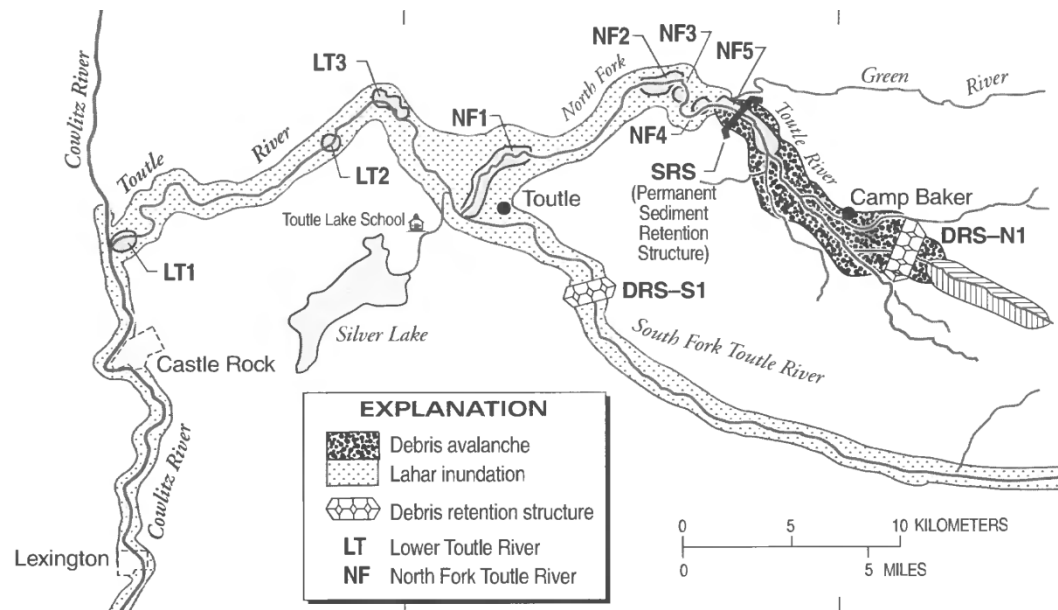 Cowlitz River
Toutle
River
LT1
LT2
LT3
NF1
North Fork
NF2
NF3
NF4
NF5
Green
River
Toutle River
SRS
(Permanent
Sediment
Retention
Structure)
Camp Baker
DRS–N1
Toutle Lake School
Toutle
Silver Lake
DRS–S1
South Fork Toutle River
Castle Rock
Cowlitz River
Lexington
EXPLANATION
Debris avalanche
Lahar inundation
Debris retention structure
LT Lower Toutle River
NF North Fork Toutle River
0 5 10 KILOMETERS
0 5 MILES